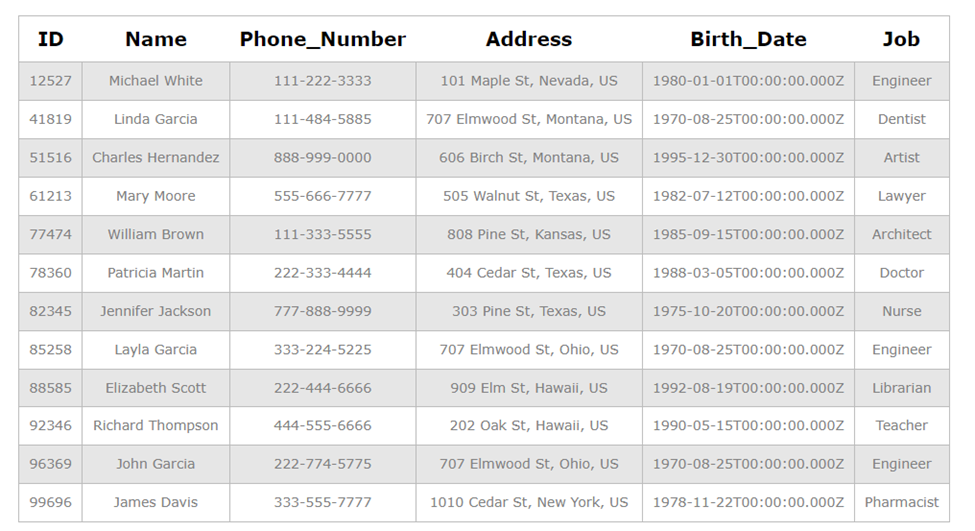 ID Name Phone_Number Address Birth_Date Job
12527 Michael White 111-222-3333 101 Maple St, Nevada, US 1980-01-01T00:00:00.000Z Engineer
41819 Linda Garcia 111-484-5885 707 Elmwood St, Montana, US 1970-08-25T00:00:00.000Z Dentist
51516 Charles Hernandez 888-999-0000 606 Birch St, Montana, US 1995-12-30T00:00:00.000Z Artist
61213 Mary Moore 555-666-7777 505 Walnut St, Texas, US 1982-07-12T00:00:00.000Z Lawyer
77474 William Brown 111-333-5555 808 Pine St, Kansas, US 1985-09-15T00:00:00.000Z Architect
78360 Patricia Martin 222-333-4444 404 Cedar St, Texas, US 1988-03-05T00:00:00.000Z Doctor
82345 Jennifer Jackson 777-888-9999 303 Pine St, Texas, US 1975-10-20T00:00:00.000Z Nurse
85258 Layla Garcia 333-224-5225 707 Elmwood St, Ohio, US 1970-08-25T00:00:00.000Z Engineer
88585 Elizabeth Scott 222-444-6666 909 Elm St, Hawaii, US 1992-08-19T00:00:00.000Z Librarian
92346 Richard Thompson 444-555-6666 202 Oak St, Hawaii, US 1990-05-15T00:00:00.000Z Teacher
96369 John Garcia 222-774-5775 707 Elmwood St, Ohio, US 1970-08-25T00:00:00.000Z Engineer
99696 James Davis 333-555-7777 1010 Cedar St, New York, US 1978-11-22T00:00:00.000Z Pharmacist